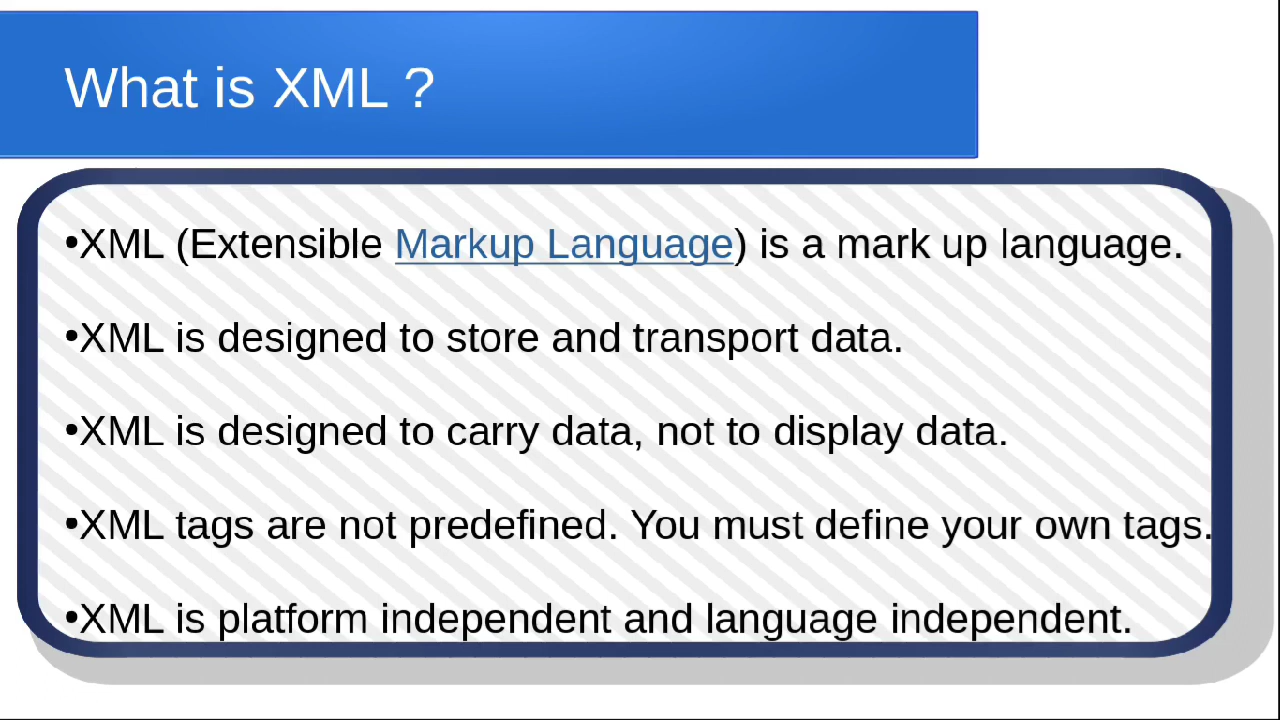 What is XML ?
•XML (Extensible Markup Language) is a mark up language.
•XML is designed to store and transport data.
•XML is designed to carry data, not to display data.
•XML tags are not predefined. You must define your own tags.
•XML is platform independent and language independent.